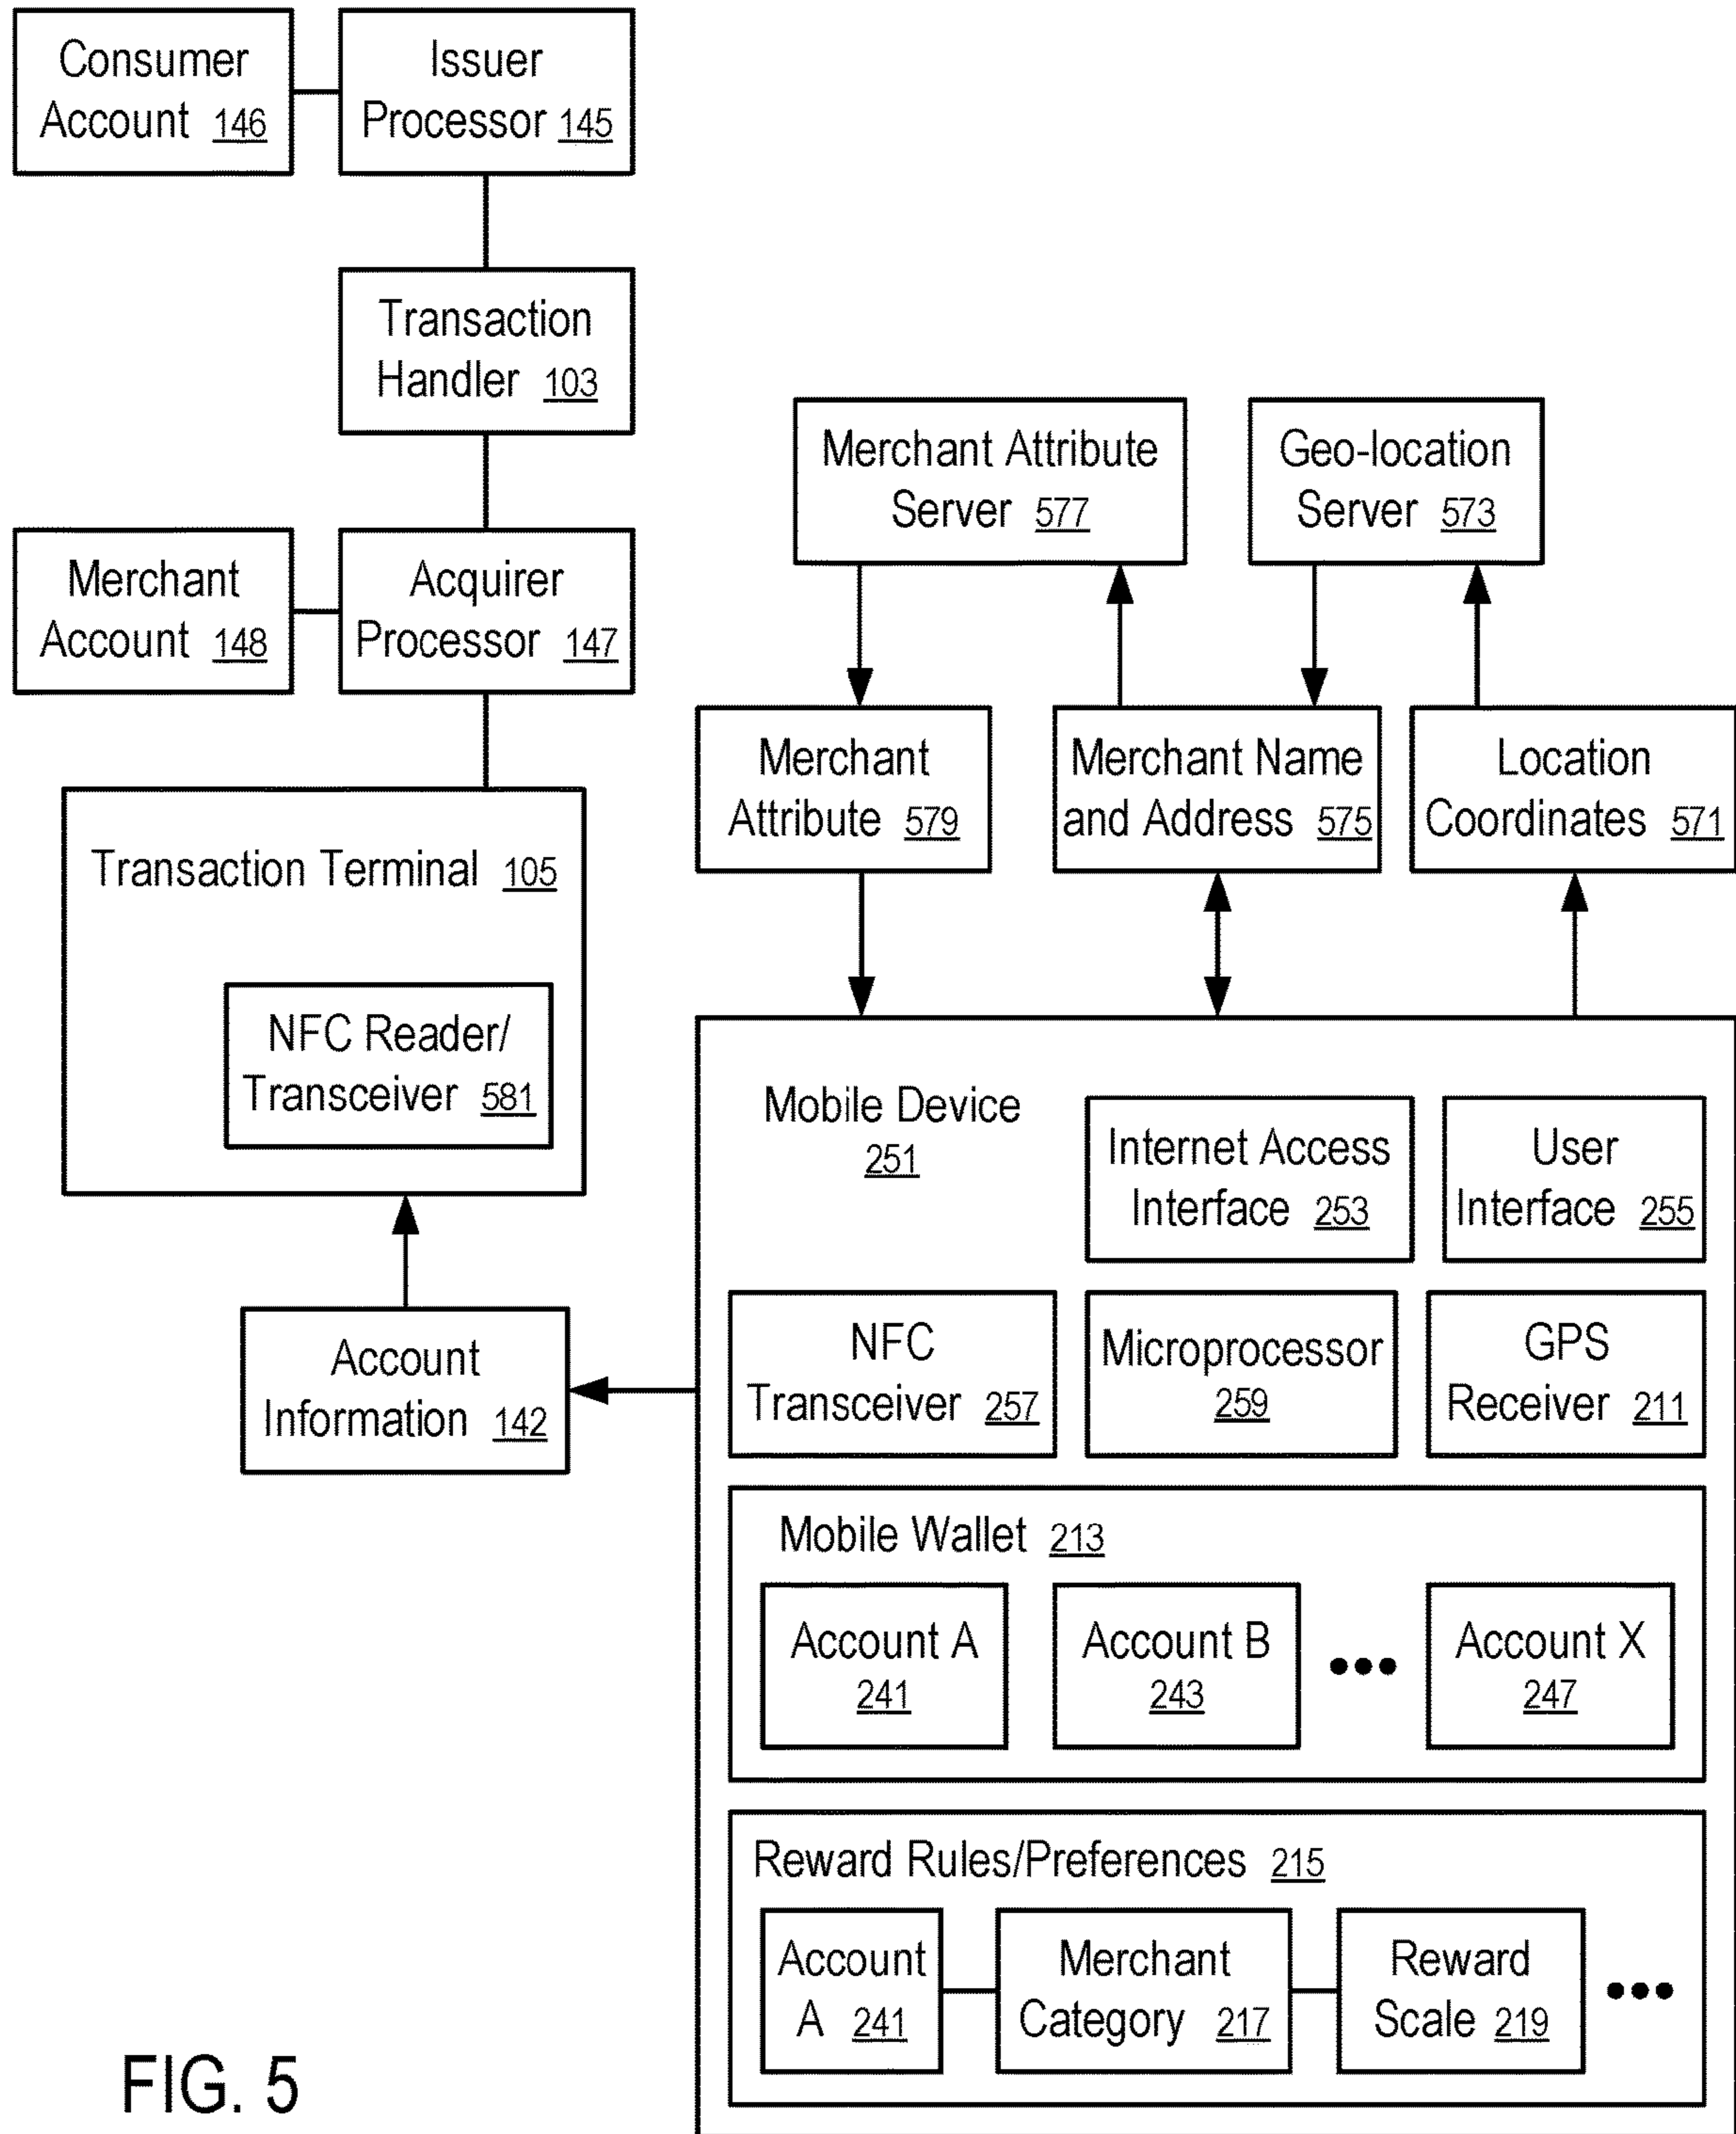 Consumer
Account 146
Issuer
Processor 145
Transaction
Handler 103
Merchant
Account 148
Acquirer
Processor 147
Merchant Attribute
Server 577
Geo-location
Server 573
Merchant
Attribute 579
Merchant Name
and Address 575
Location
Coordinates 571
Transaction Terminal 105
NFC Reader/
Transceiver 581
Account
Information 142
Mobile Device
251
Internet Access
Interface 253
User
Interface 255
NFC
Transceiver 257
Microprocessor
259
GPS
Receiver 211
Mobile Wallet 213
Account A
241
Account B
243
•••
Account X
247
Reward Rules/Preferences 215
Account
A 241
Merchant
Category 217
Reward
Scale 219
•••
FIG. 5